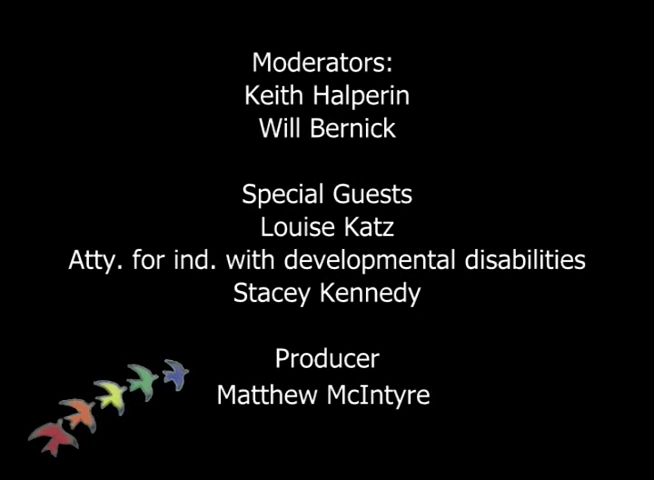 Moderators:
Keith Halperin
Will Bernick
Special Guests
Louise Katz
Atty. for ind. with developmental disabilities
Stacey Kennedy
Producer
Matthew McIntyre